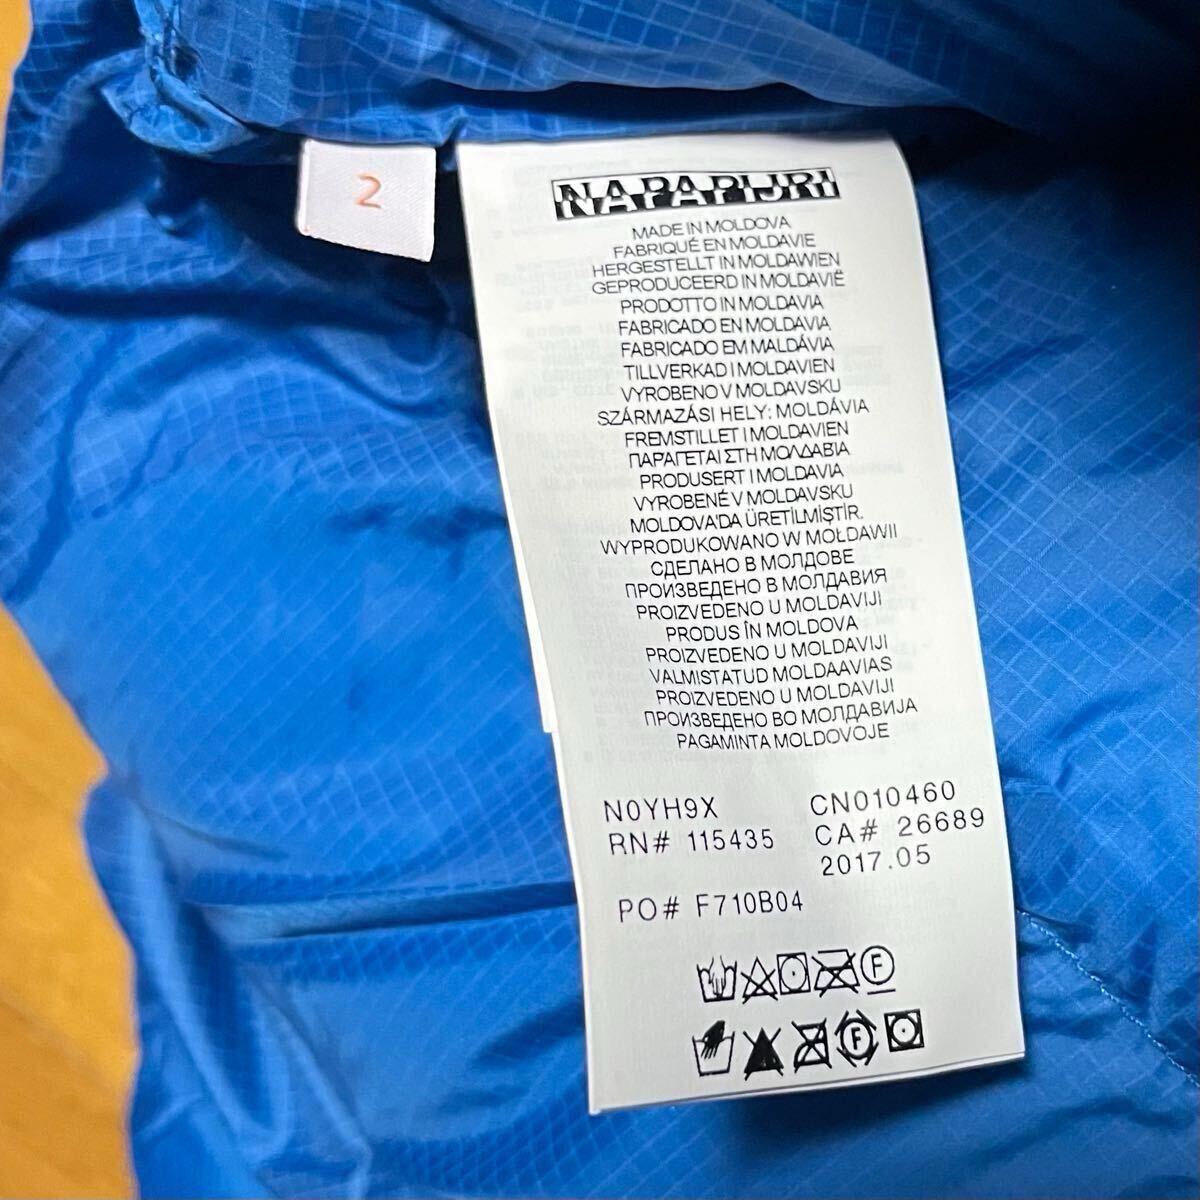 2
NAPAPIJRI
MADE IN MOLDOVA
FABRIQUÉ EN MOLDAVIE
HERGESTELLT IN MOLDAWIEN
GEPRODUCEERD IN MOLDAVIË
PRODOTTO IN MOLDAVIA
FABRICADO EN MOLDAVIA
FABRICADO EM MALDÁVIA
TILLVERKAD I MOLDAVIEN
VYROBENO V MOLDAVSKU
SZÁRMAZÁSI HELY: MOLDÁVIA
FREMSTILLET I MOLDAVIEN
ΠΑΡΑΓΕΤΑΙ ΣΤΗ ΜΟΛΔΑΒΙΑ
PRODUSERT I MOLDAVIA
VYROBENÉ V MOLDAVSKU
MOLDOVA'DA ÜRETİLMİŞTİR.
WYPRODUKOWANO W MOŁDAWII
СДЕЛАНО В МОЛДОВЕ
ПРОИЗВЕДЕНО В МОЛДАВИЯ
PROIZVEDENO U MOLDAVIJI
PRODUS ÎN MOLDOVA
PROIZVEDENO U MOLDAVIJI
VALMISTATUD MOLDAAVIAS
PROIZVEDENO U MOLDAVIJI
ПРОИЗВЕДЕНО ВО МОЛДАВИЈА
PAGAMINTA MOLDOVOJE
N0YH9X CN010460
RN# 115435 CA# 26689
2017.05
PO# F710B04
F
F